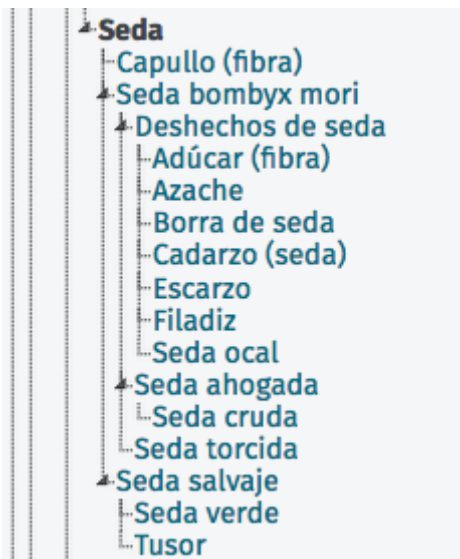 Seda
Capullo (fibra)
Seda bombyx mori
Deshechos de seda
Adúcar (fibra)
Azache
Borra de seda
Cadarzo (seda)
Escarzo
Filadiz
Seda ocal
Seda ahogada
Seda cruda
Seda torcida
Seda salvaje
Seda verde
Tusor